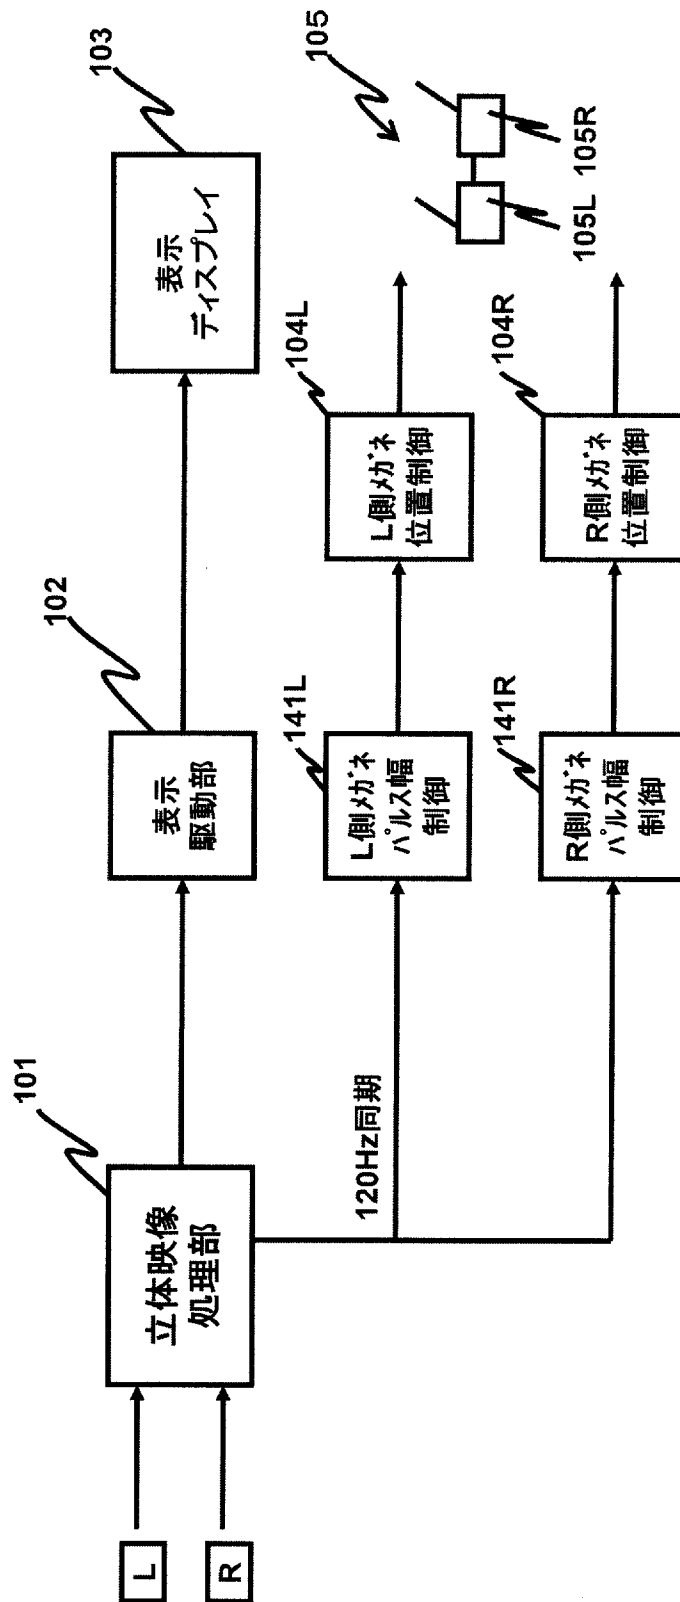 L
R
101
立体映像
処理部
102
表示
駆動部
103
表示
ディスプレイ
120Hz同期
141L
L側メガネ
パルス幅
制御
104L
L側メガネ
位置制御
141R
R側メガネ
パルス幅
制御
104R
R側メガネ
位置制御
105
105L
105R